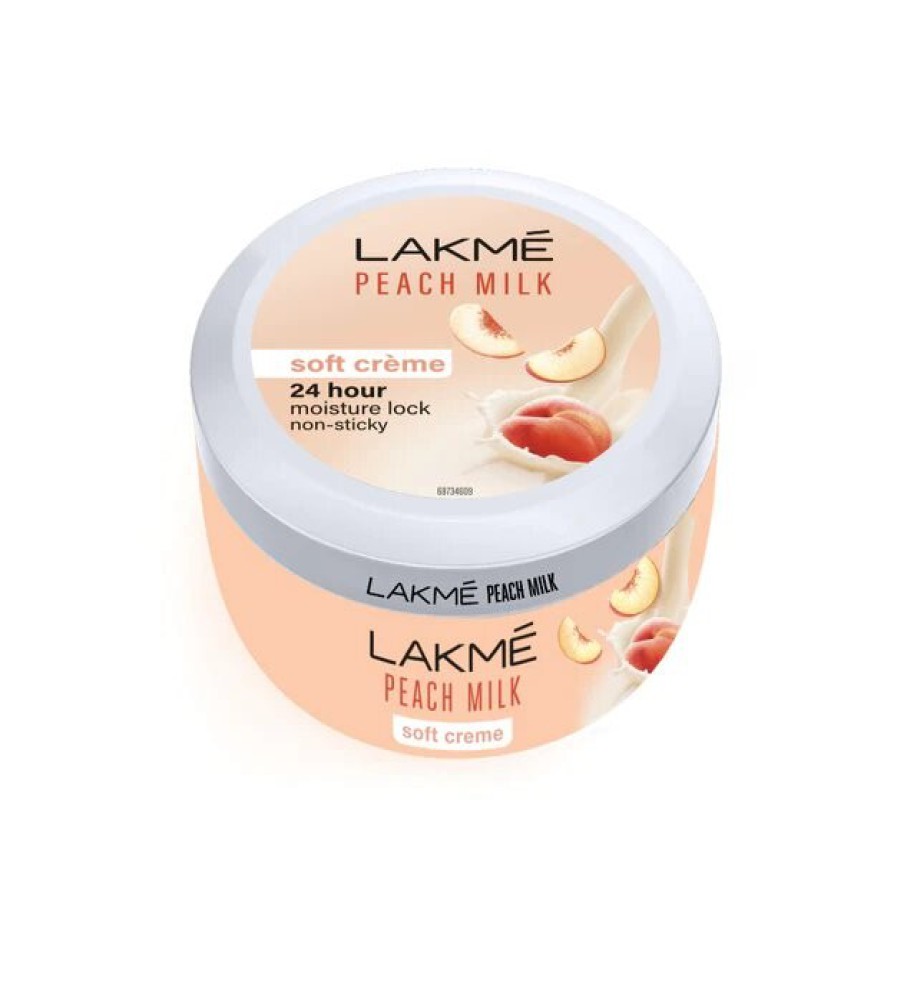 LAKMÉ
PEACH MILK
soft crème
24 hour
moisture lock
non-sticky
68734609
LAKMÉ PEACH MILK
LAKMÉ
PEACH MILK
soft creme